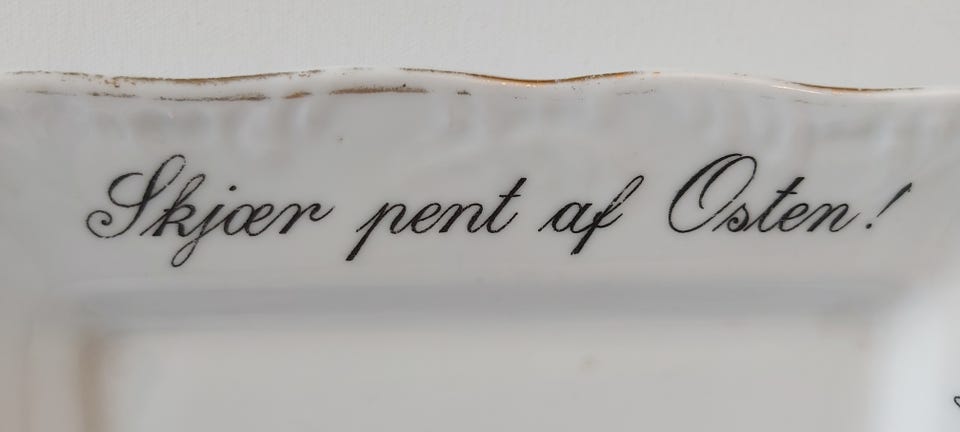 Skjær pent af Osten!